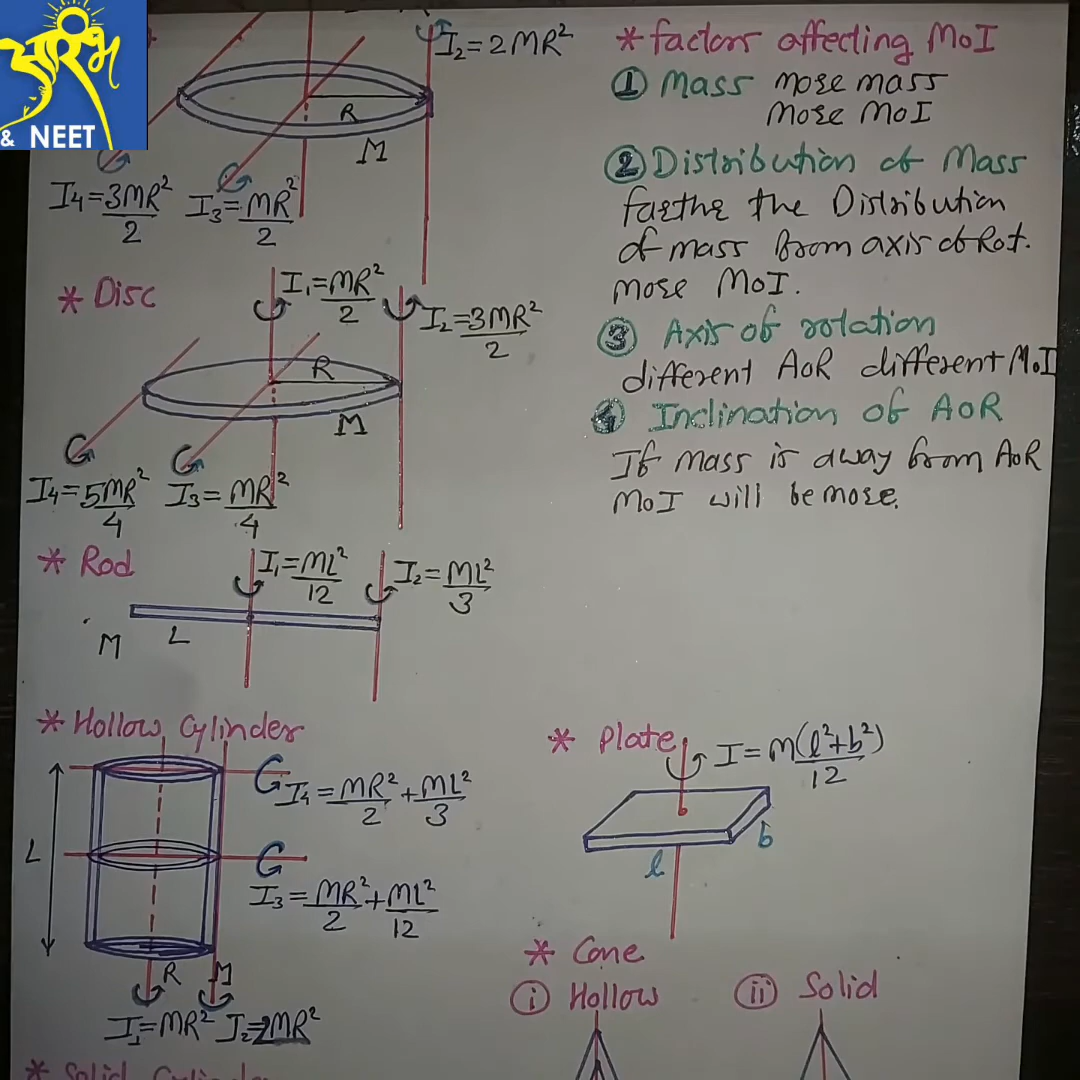 आरंभ
& NEET
I₂=2MR²
R
M
I₄=3MR²/2
I₃=MR²/2
* Disc
I₁=MR²/2
I₂=3MR²/2
R
M
I₄=5MR²/4
I₃=MR²/4
* Rod
I₁=ML²/12
I₂=ML²/3
M
L
* Hollow Cylinder
I₄=MR²/2+ML²/3
L
I₃=MR²/2+ML²/12
R
M
I₁=MR²
I₂=2MR²
* factors affecting MoI
① Mass more mass
More MoI
② Distribution of Mass
farthe the Distribution
of mass from axis of Rot.
more MoI.
③ Axis of rotation
different AoR different MoI
④ Inclination of AoR
If mass is away from AoR
MoI will be more.
* Plate
I=M(l²+b²)/12
b
l
* Cone
ⓘ Hollow
ⓘⓘ Solid
* Solid Cylinder